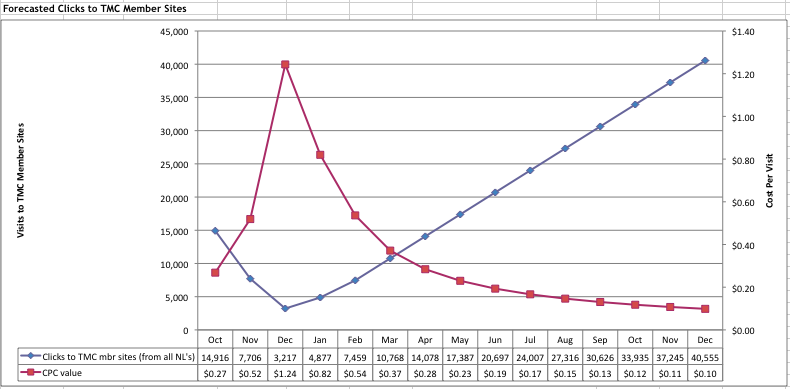 Forecasted Clicks to TMC Member Sites
45,000 $1.40
40,000 $1.20
35,000
30,000 $1.00
25,000 $0.80
20,000 $0.60
15,000 $0.40
10,000
5,000 $0.20
0 $0.00
Visits to TMC Member Sites
Cost Per Visit
Oct Nov Dec Jan Feb Mar Apr May Jun Jul Aug Sep Oct Nov Dec
Clicks to TMC mbr sites (from all NL's) 14,916 7,706 3,217 4,877 7,459 10,768 14,078 17,387 20,697 24,007 27,316 30,626 33,935 37,245 40,555
CPC value $0.27 $0.52 $1.24 $0.82 $0.54 $0.37 $0.28 $0.23 $0.19 $0.17 $0.15 $0.13 $0.12 $0.11 $0.10